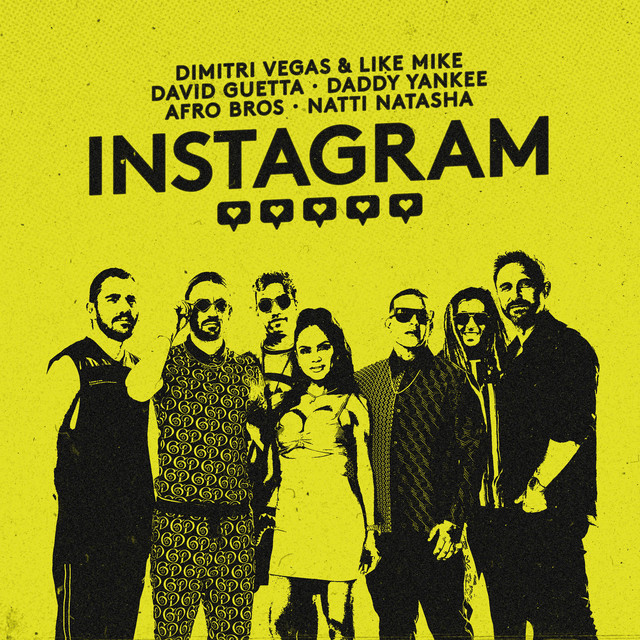 DIMITRI VEGAS & LIKE MIKE
DAVID GUETTA · DADDY YANKEE
AFRO BROS · NATTI NATASHA
INSTAGRAM